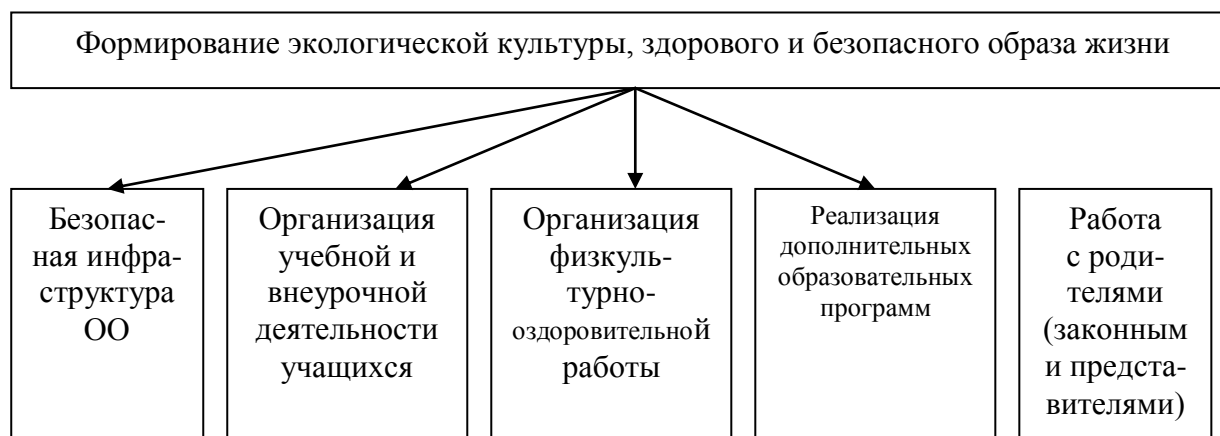 Формирование экологической культуры, здорового и безопасного образа жизни
Безопас-
ная инфра-
структура
ОО
Организация
учебной и
внеурочной
деятельности
учащихся
Организация
физкуль-
турно-
оздоровительной
работы
Реализация
дополнительных
образовательных
программ
Работа
с роди-
телями
(законным
и предста-
вителями)